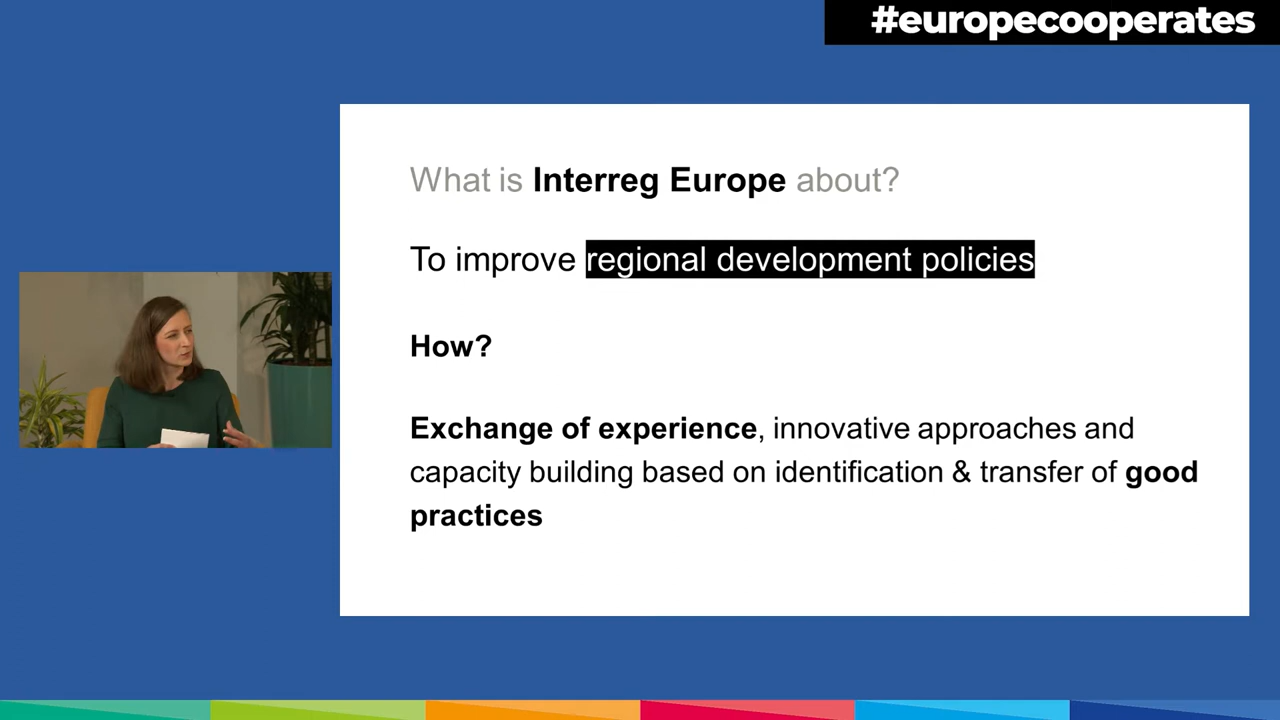 #europecooperates
What is Interreg Europe about?
To improve regional development policies
How?
Exchange of experience, innovative approaches and
capacity building based on identification & transfer of good
practices